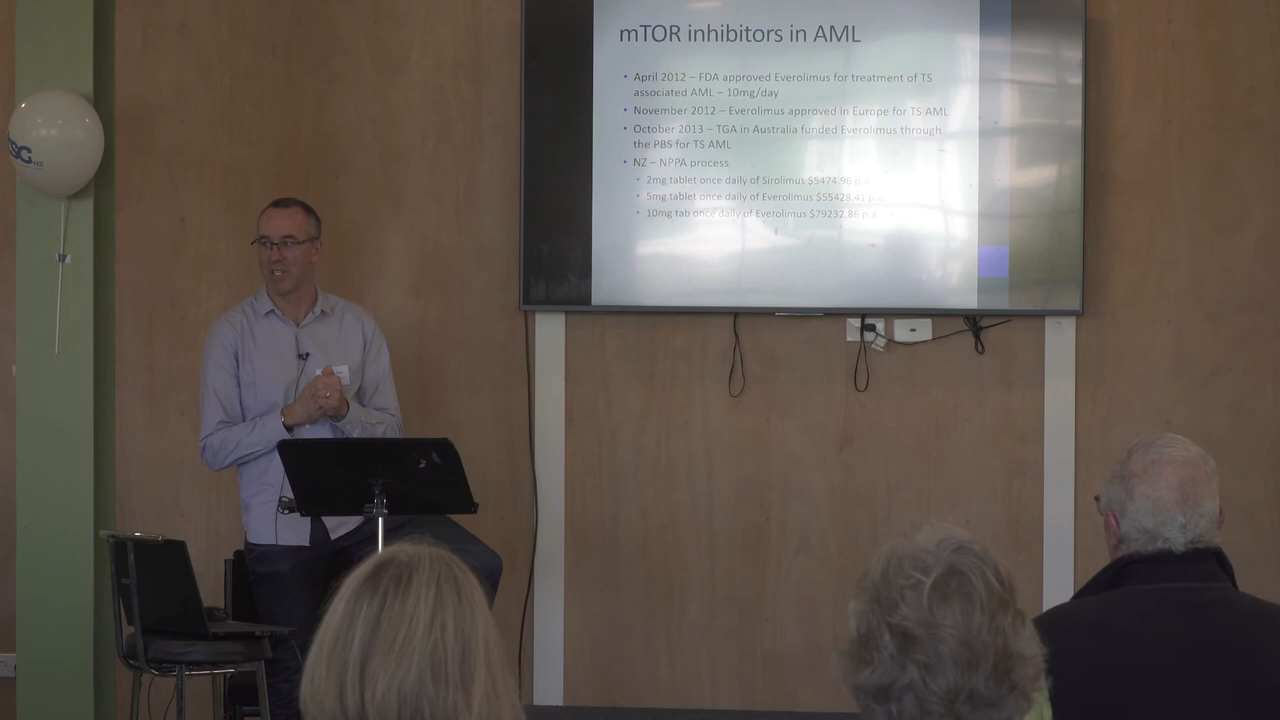 mTOR inhibitors in AML
• April 2012 – FDA approved Everolimus for treatment of TS
associated AML – 10mg/day
• November 2012 – Everolimus approved in Europe for TS AML
• October 2013 – TGA in Australia funded Everolimus through
the PBS for TS AML
• NZ – NPPA process
• 2mg tablet once daily of Sirolimus $5474.96 p.a.
• 5mg tablet once daily of Everolimus $55428.41 p.a.
• 10mg tab once daily of Everolimus $79232.86 p.a.
TSG NZ